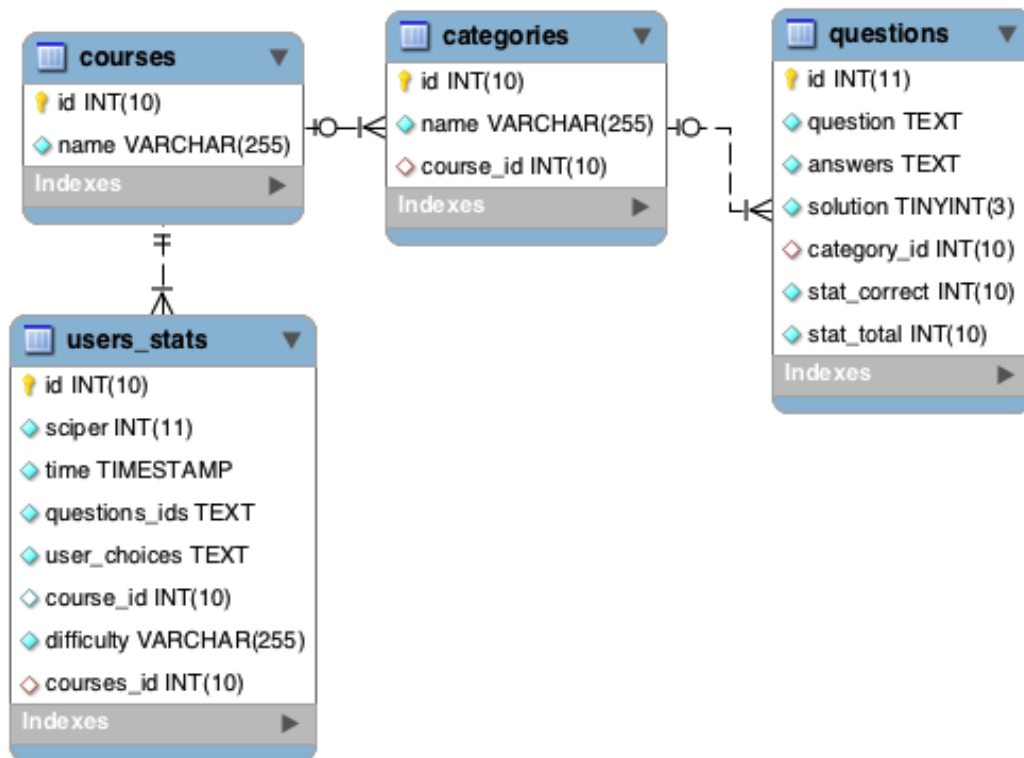 courses
id INT(10)
name VARCHAR(255)
Indexes
categories
id INT(10)
name VARCHAR(255)
course_id INT(10)
Indexes
questions
id INT(11)
question TEXT
answers TEXT
solution TINYINT(3)
category_id INT(10)
stat_correct INT(10)
stat_total INT(10)
Indexes
users_stats
id INT(10)
sciper INT(11)
time TIMESTAMP
questions_ids TEXT
user_choices TEXT
course_id INT(10)
difficulty VARCHAR(255)
courses_id INT(10)
Indexes